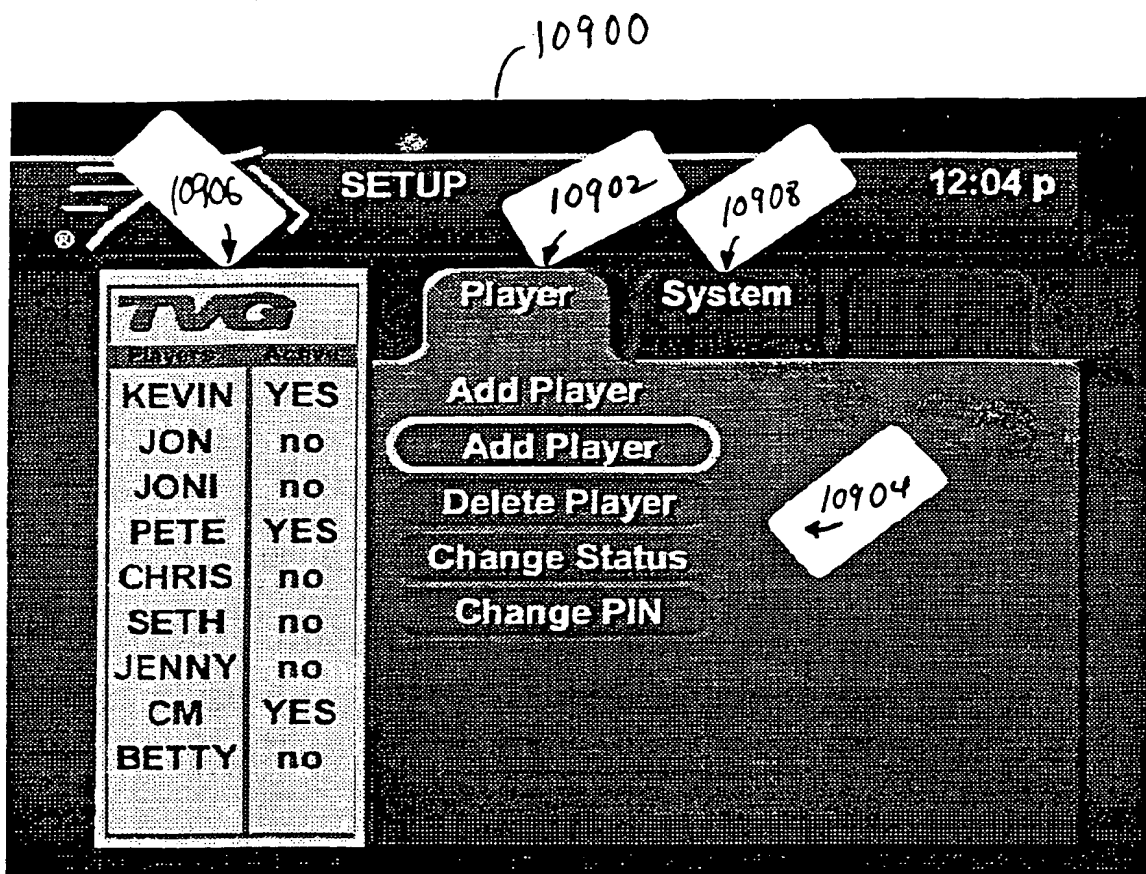 10900
10906 SETUP 10902 10908 12:04 p
®
TVG Player System
Players Active
KEVIN YES Add Player
JON no Add Player
JONI no Delete Player 10904
PETE YES Change Status
CHRIS no Change PIN
SETH no
JENNY no
CM YES
BETTY no